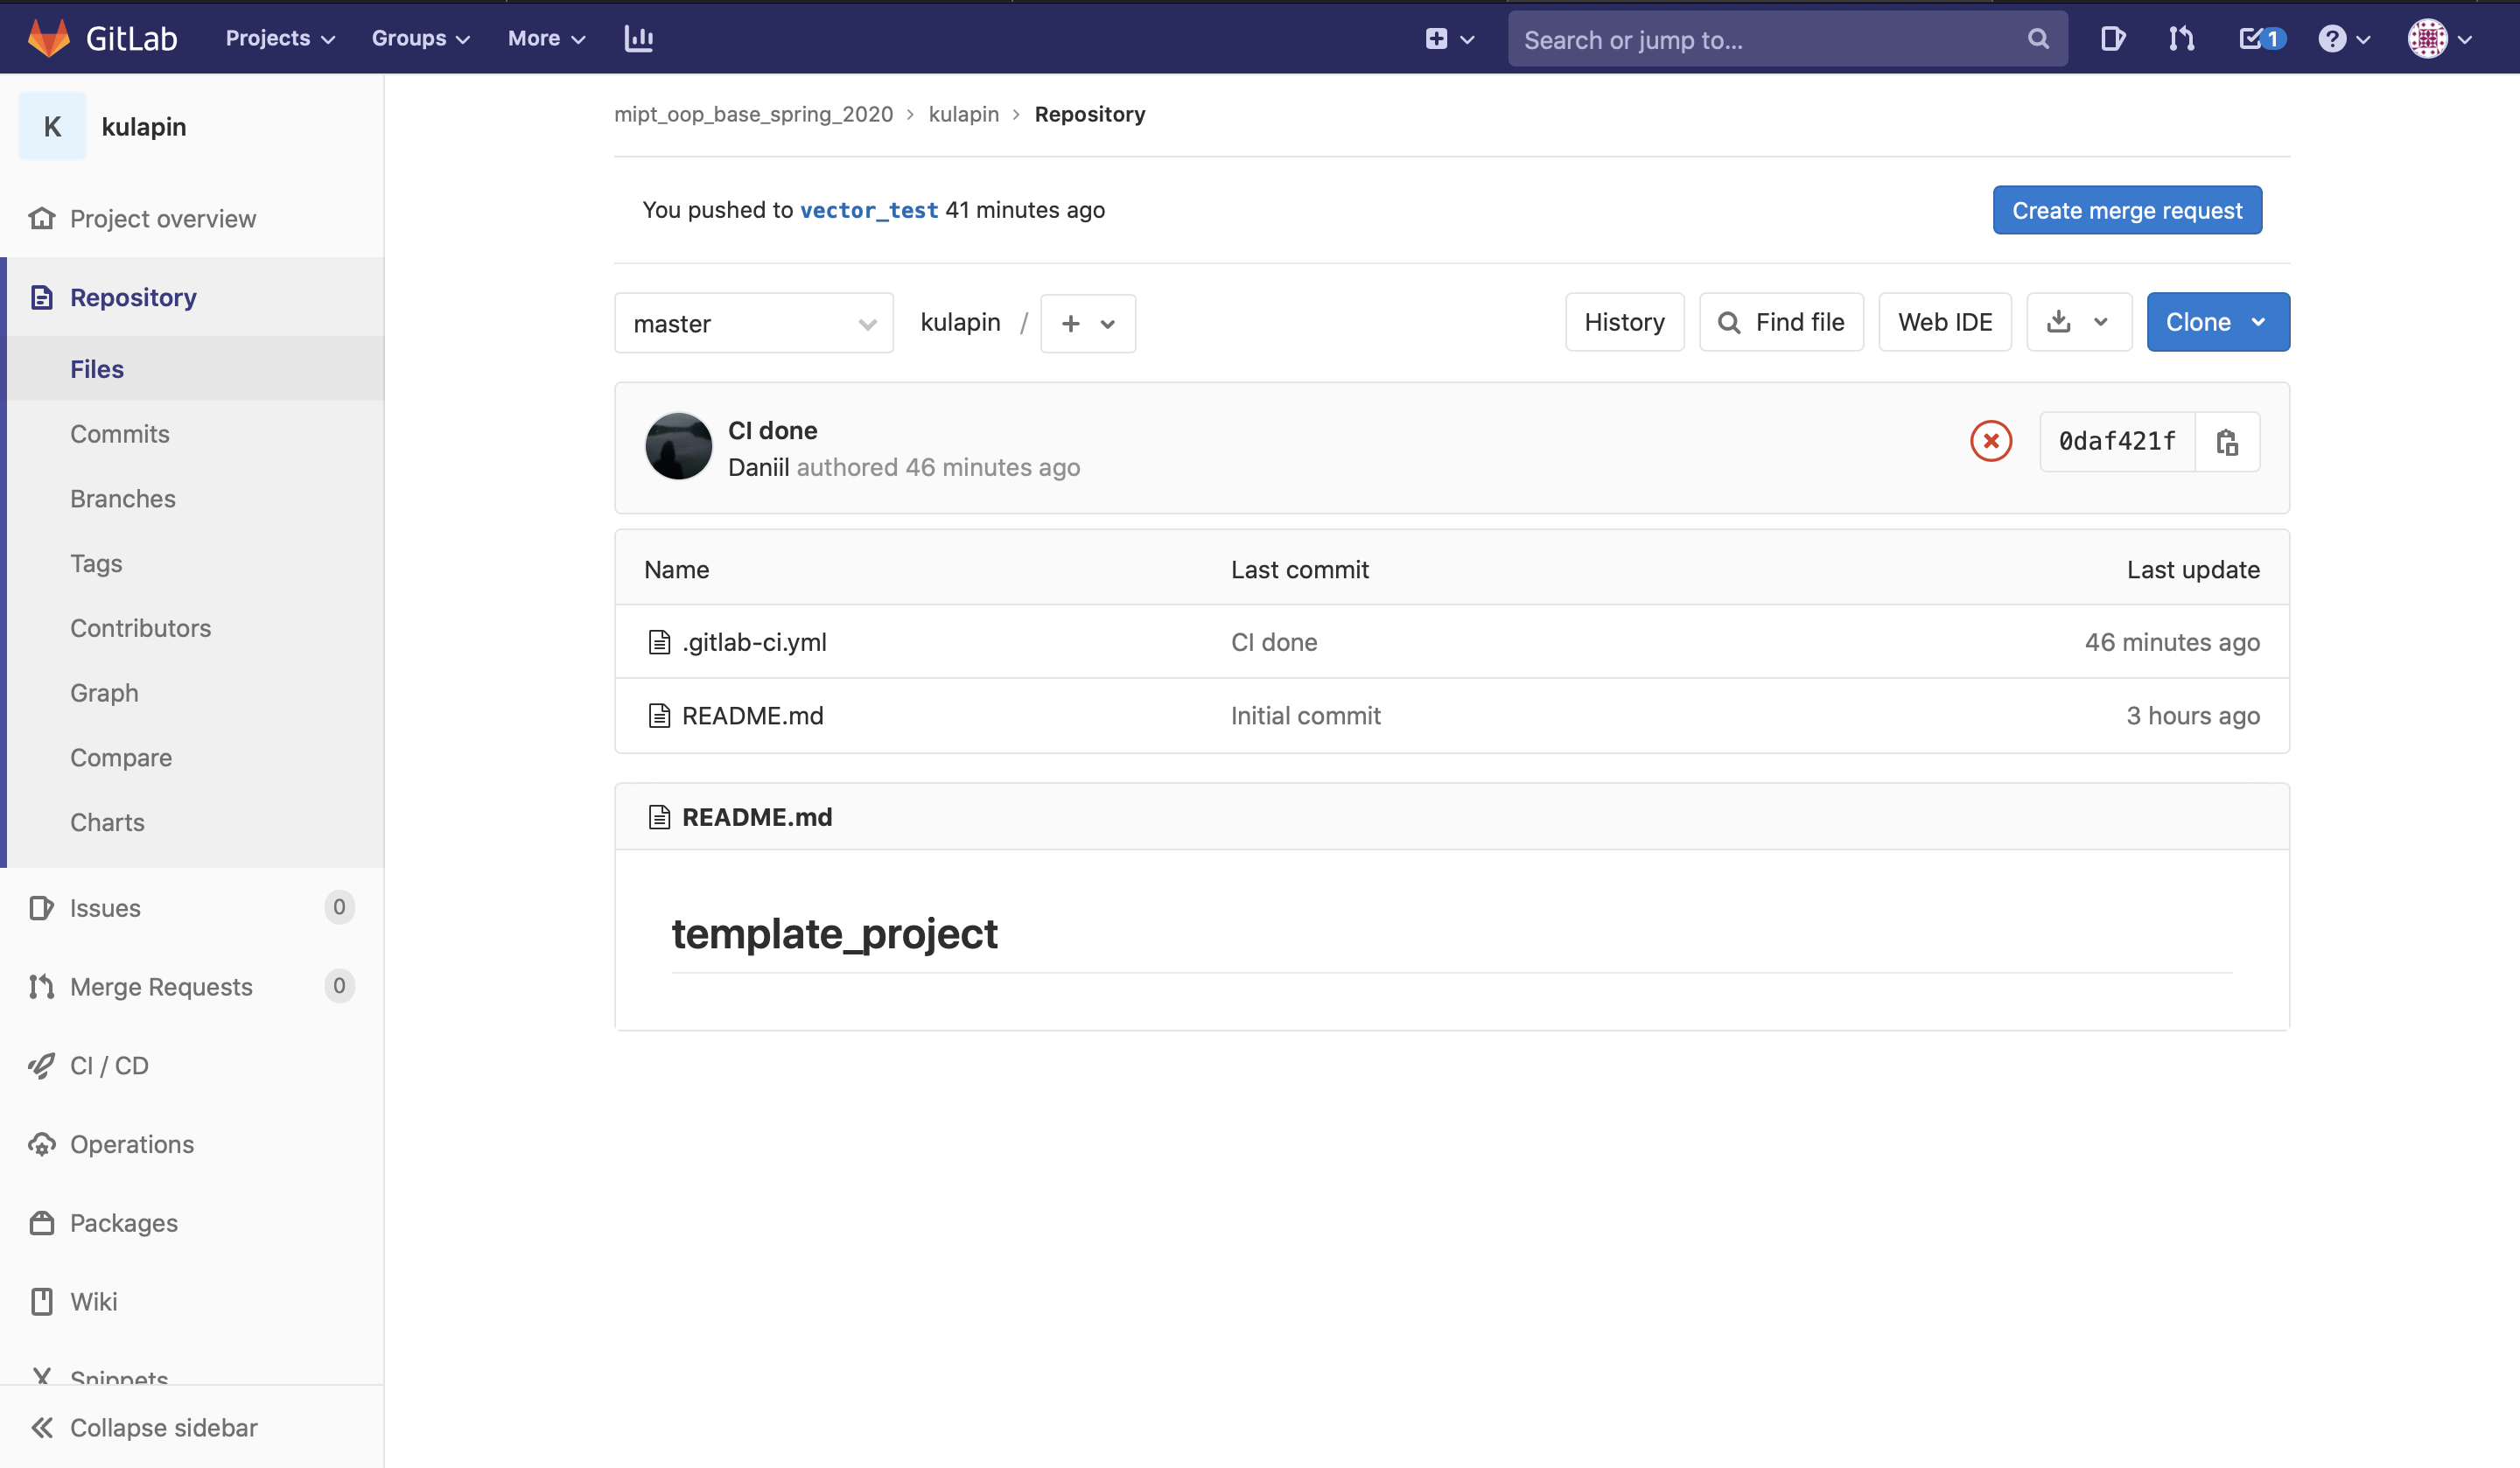 GitLab Projects Groups More Search or jump to... 1
K kulapin
Project overview
Repository
Files
Commits
Branches
Tags
Contributors
Graph
Compare
Charts
Issues 0
Merge Requests 0
CI / CD
Operations
Packages
Wiki
Snippets
Collapse sidebar
mipt_oop_base_spring_2020 > kulapin > Repository
You pushed to vector_test 41 minutes ago Create merge request
master kulapin / + History Find file Web IDE Clone
CI done
Daniil authored 46 minutes ago 0daf421f
Name Last commit Last update
.gitlab-ci.yml CI done 46 minutes ago
README.md Initial commit 3 hours ago
README.md
template_project